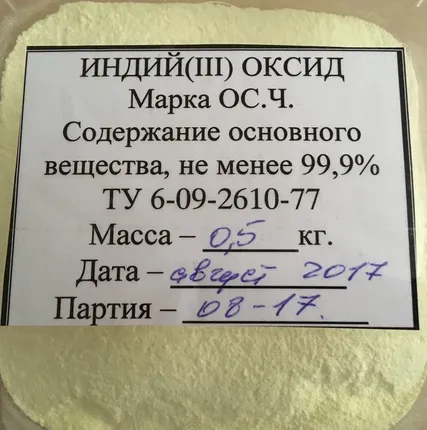 ИНДИЙ(III) ОКСИД
Марка ОС.Ч.
Содержание основного
вещества, не менее 99,9%
ТУ 6-09-2610-77
Масса – 0,5 кг.
Дата – август 2017
Партия – 08-17.